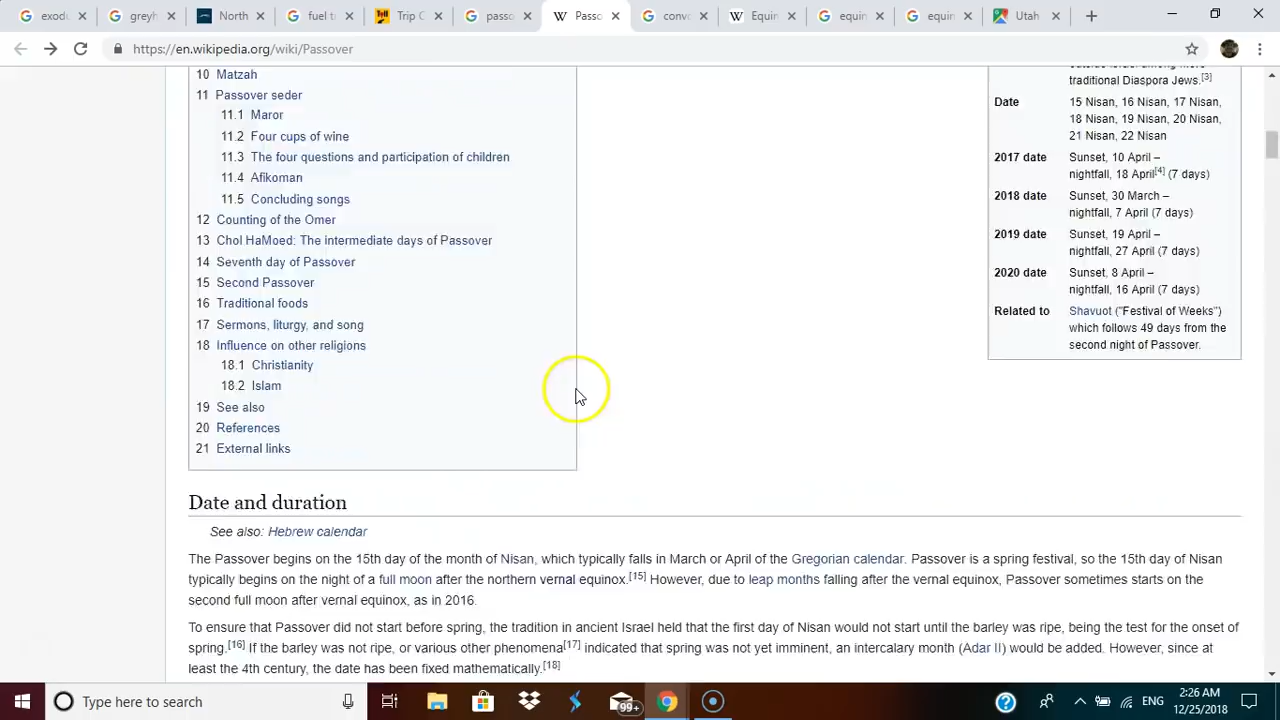 exodu
greyh
North
fuel t
Trip C
passo
Passo
conv
Equin
equin
equin
Utah
https://en.wikipedia.org/wiki/Passover
10 Matzah
11 Passover seder
11.1 Maror
11.2 Four cups of wine
11.3 The four questions and participation of children
11.4 Afikoman
11.5 Concluding songs
12 Counting of the Omer
13 Chol HaMoed: The intermediate days of Passover
14 Seventh day of Passover
15 Second Passover
16 Traditional foods
17 Sermons, liturgy, and song
18 Influence on other religions
18.1 Christianity
18.2 Islam
19 See also
20 References
21 External links
traditional Diaspora Jews.[3]
Date 15 Nisan, 16 Nisan, 17 Nisan,
18 Nisan, 19 Nisan, 20 Nisan,
21 Nisan, 22 Nisan
2017 date Sunset, 10 April –
nightfall, 18 April[4] (7 days)
2018 date Sunset, 30 March –
nightfall, 7 April (7 days)
2019 date Sunset, 19 April –
nightfall, 27 April (7 days)
2020 date Sunset, 8 April –
nightfall, 16 April (7 days)
Related to Shavuot ("Festival of Weeks")
which follows 49 days from the
second night of Passover.
Date and duration
See also: Hebrew calendar
The Passover begins on the 15th day of the month of Nisan, which typically falls in March or April of the Gregorian calendar. Passover is a spring festival, so the 15th day of Nisan
typically begins on the night of a full moon after the northern vernal equinox.[15] However, due to leap months falling after the vernal equinox, Passover sometimes starts on the
second full moon after vernal equinox, as in 2016.
To ensure that Passover did not start before spring, the tradition in ancient Israel held that the first day of Nisan would not start until the barley was ripe, being the test for the onset of
spring.[16] If the barley was not ripe, or various other phenomena[17] indicated that spring was not yet imminent, an intercalary month (Adar II) would be added. However, since at
least the 4th century, the date has been fixed mathematically.[18]
Type here to search
99+
ENG
2:26 AM
12/25/2018